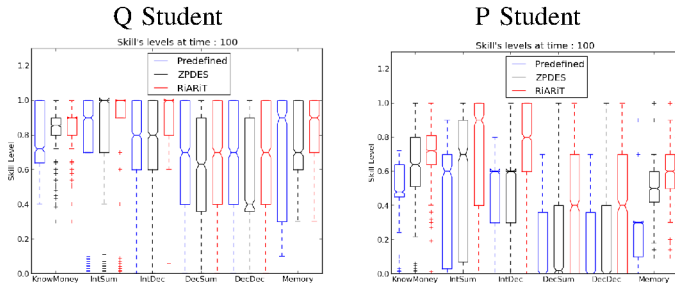 Q Student
Skill's levels at time : 100
Predefined
ZPDES
RiARiT
Skill Level
1.2
1.0
0.8
0.6
0.4
0.2
0.0
KnowMoney IntSum IntDec DecSum DecDec Memory
P Student
Skill's levels at time : 100
Predefined
ZPDES
RiARiT
Skill Level
1.2
1.0
0.8
0.6
0.4
0.2
0.0
KnowMoney IntSum IntDec DecSum DecDec Memory